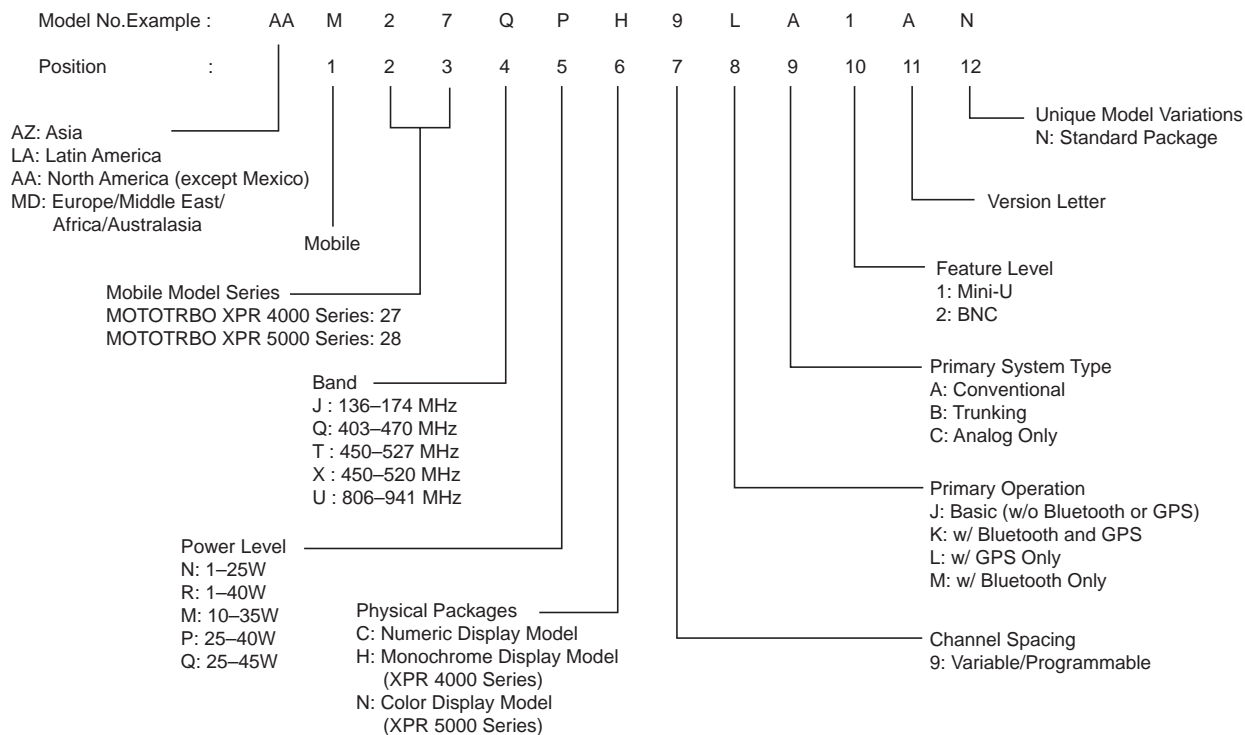 Model No.Example : AA M 2 7 Q P H 9 L A 1 A N
Position : 1 2 3 4 5 6 7 8 9 10 11 12
AZ: Asia
LA: Latin America
AA: North America (except Mexico)
MD: Europe/Middle East/
Africa/Australasia
Mobile
Mobile Model Series
MOTOTRBO XPR 4000 Series: 27
MOTOTRBO XPR 5000 Series: 28
Band
J : 136–174 MHz
Q: 403–470 MHz
T : 450–527 MHz
X : 450–520 MHz
U : 806–941 MHz
Power Level
N: 1–25W
R: 1–40W
M: 10–35W
P: 25–40W
Q: 25–45W
Physical Packages
C: Numeric Display Model
H: Monochrome Display Model
(XPR 4000 Series)
N: Color Display Model
(XPR 5000 Series)
Unique Model Variations
N: Standard Package
Version Letter
Feature Level
1: Mini-U
2: BNC
Primary System Type
A: Conventional
B: Trunking
C: Analog Only
Primary Operation
J: Basic (w/o Bluetooth or GPS)
K: w/ Bluetooth and GPS
L: w/ GPS Only
M: w/ Bluetooth Only
Channel Spacing
9: Variable/Programmable